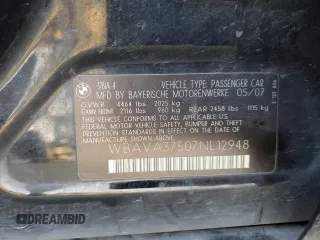 BMW
VEHICLE TYPE: PASSENGER CAR
MFD BY BAYERISCHE MOTORENWERKE 05/07
GVWR 4464 lbs 2025 kg
GAWR FRONT 2116 lbs 960 kg REAR 2458 lbs 1115 kg
THIS VEHICLE CONFORMS TO ALL APPLICABLE
FEDERAL MOTOR VEHICLE SAFETY, BUMPER,
AND THEFT PREVENTION STANDARDS IN EFFECT
ON THE DATE OF MANUFACTURE
SHOWN ABOVE
WBAVA37507NL12948
DREAMBID